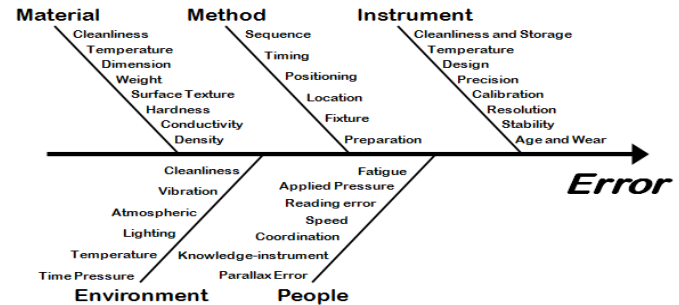 Material
Cleanliness
Temperature
Dimension
Weight
Surface Texture
Hardness
Conductivity
Density
Method
Sequence
Timing
Positioning
Location
Fixture
Preparation
Instrument
Cleanliness and Storage
Temperature
Design
Precision
Calibration
Resolution
Stability
Age and Wear
Error
Cleanliness
Vibration
Atmospheric
Lighting
Temperature
Time Pressure
Environment
Fatigue
Applied Pressure
Reading error
Speed
Coordination
Knowledge-instrument
Parallax Error
People